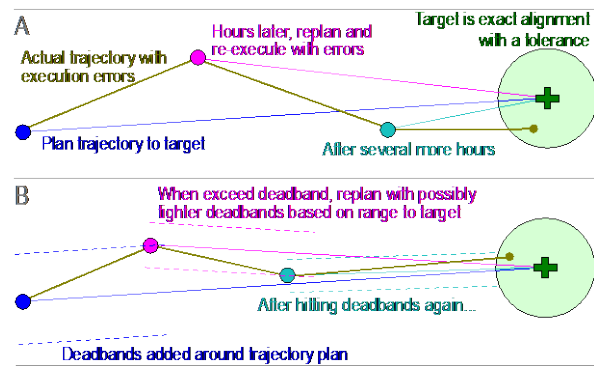 A
Hours later, replan and
re-execute with errors
Target is exact alignment
with a tolerance
Actual trajectory with
execution errors
Plan trajectory to target
After several more hours
B
When exceed deadband, replan with possibly
tighter deadbands based on range to target
After hitting deadbands again...
Deadbands added around trajectory plan